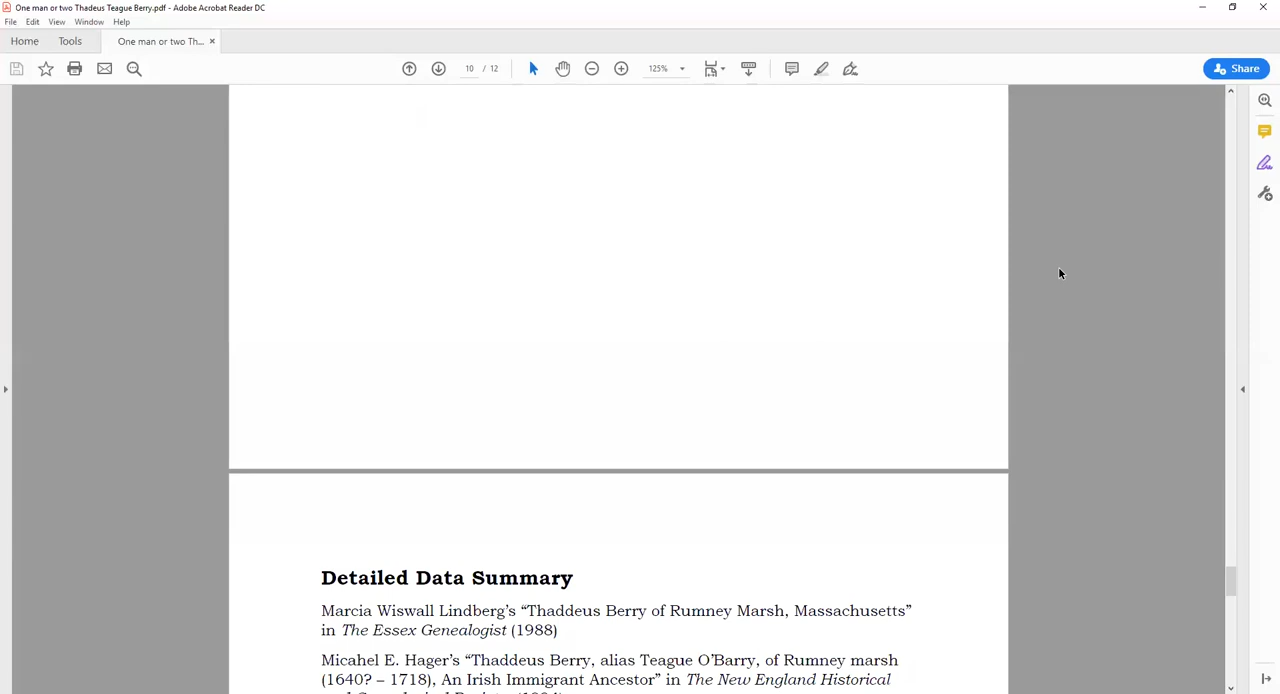 One man or two Thadeus Teague Berry.pdf - Adobe Acrobat Reader DC
File Edit View Window Help
Home Tools One man or two Th... ×
10 / 12 125% Share
Detailed Data Summary
Marcia Wiswall Lindberg's “Thaddeus Berry of Rumney Marsh, Massachusetts”
in The Essex Genealogist (1988)
Micahel E. Hager's “Thaddeus Berry, alias Teague O'Barry, of Rumney marsh
(1640? – 1718), An Irish Immigrant Ancestor” in The New England Historical